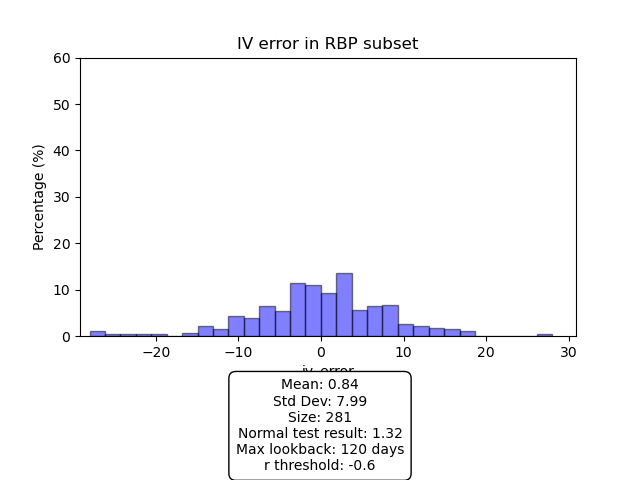 IV error in RBP subset
Percentage (%)
60
50
40
30
20
10
0
−20
−10
0
10
20
30
iv_error
Mean: 0.84
Std Dev: 7.99
Size: 281
Normal test result: 1.32
Max lookback: 120 days
r threshold: -0.6